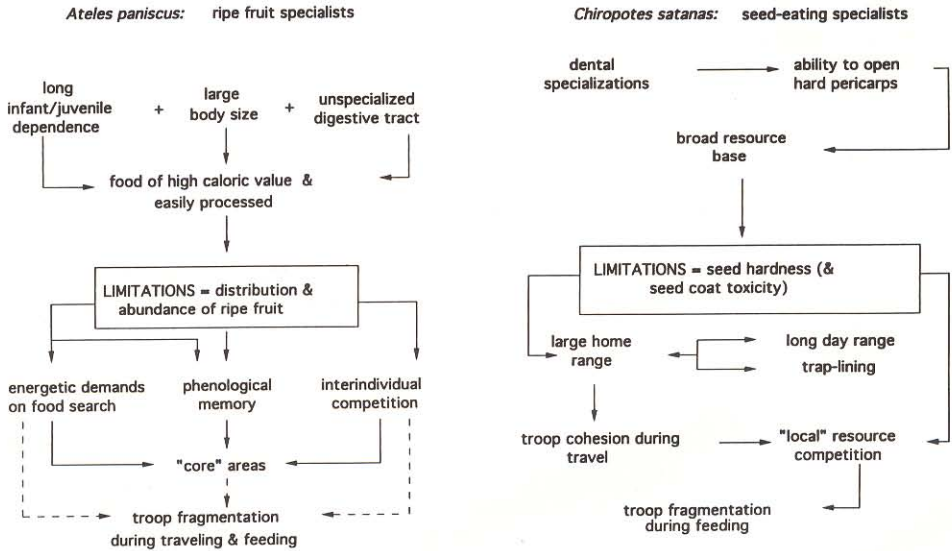 Ateles paniscus: ripe fruit specialists
long
infant/juvenile
dependence
+
large
body size
+
unspecialized
digestive tract
food of high caloric value &
easily processed
LIMITATIONS = distribution &
abundance of ripe fruit
energetic demands
on food search
phenological
memory
interindividual
competition
"core" areas
troop fragmentation
during traveling & feeding
Chiropotes satanas: seed-eating specialists
dental
specializations
ability to open
hard pericarps
broad resource
base
LIMITATIONS = seed hardness (&
seed coat toxicity)
large home
range
long day range
trap-lining
troop cohesion during
travel
"local" resource
competition
troop fragmentation
during feeding